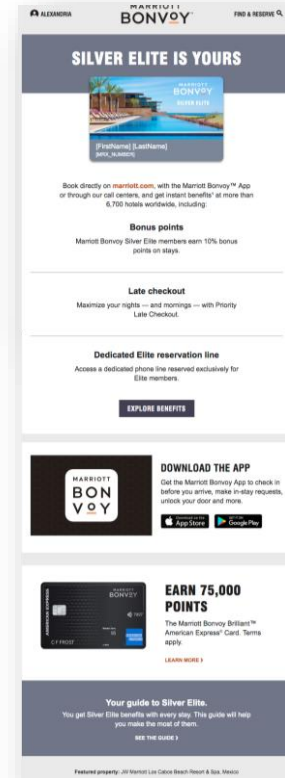 ALEXANDRIA
MARRIOTT
BONVOY
FIND & RESERVE
SILVER ELITE IS YOURS
MARRIOTT
BONVOY
SILVER ELITE
[FirstName] [LastName]
[MRX_NUMBER]
Book directly on marriott.com, with the Marriott Bonvoy™ App
or through our call centers, and get instant benefits* at more than
6,700 hotels worldwide, including:
Bonus points
Marriott Bonvoy Silver Elite members earn 10% bonus
points on stays.
Late checkout
Maximize your nights — and mornings — with Priority
Late Checkout.
Dedicated Elite reservation line
Access a dedicated phone line reserved exclusively for
Elite members.
EXPLORE BENEFITS
MARRIOTT
BON
VOY
DOWNLOAD THE APP
Get the Marriott Bonvoy App to check in
before you arrive, make in-stay requests,
unlock your door and more.
App Store
Google Play
AMERICAN EXPRESS
MARRIOTT
BONVOY
C F FROST
EARN 75,000
POINTS
The Marriott Bonvoy Brilliant™
American Express® Card. Terms
apply.
LEARN MORE ›
Your guide to Silver Elite.
You get Silver Elite benefits with every stay. This guide will help
you make the most of them.
SEE THE GUIDE ›
Featured property: JW Marriott Los Cabos Beach Resort & Spa, Mexico